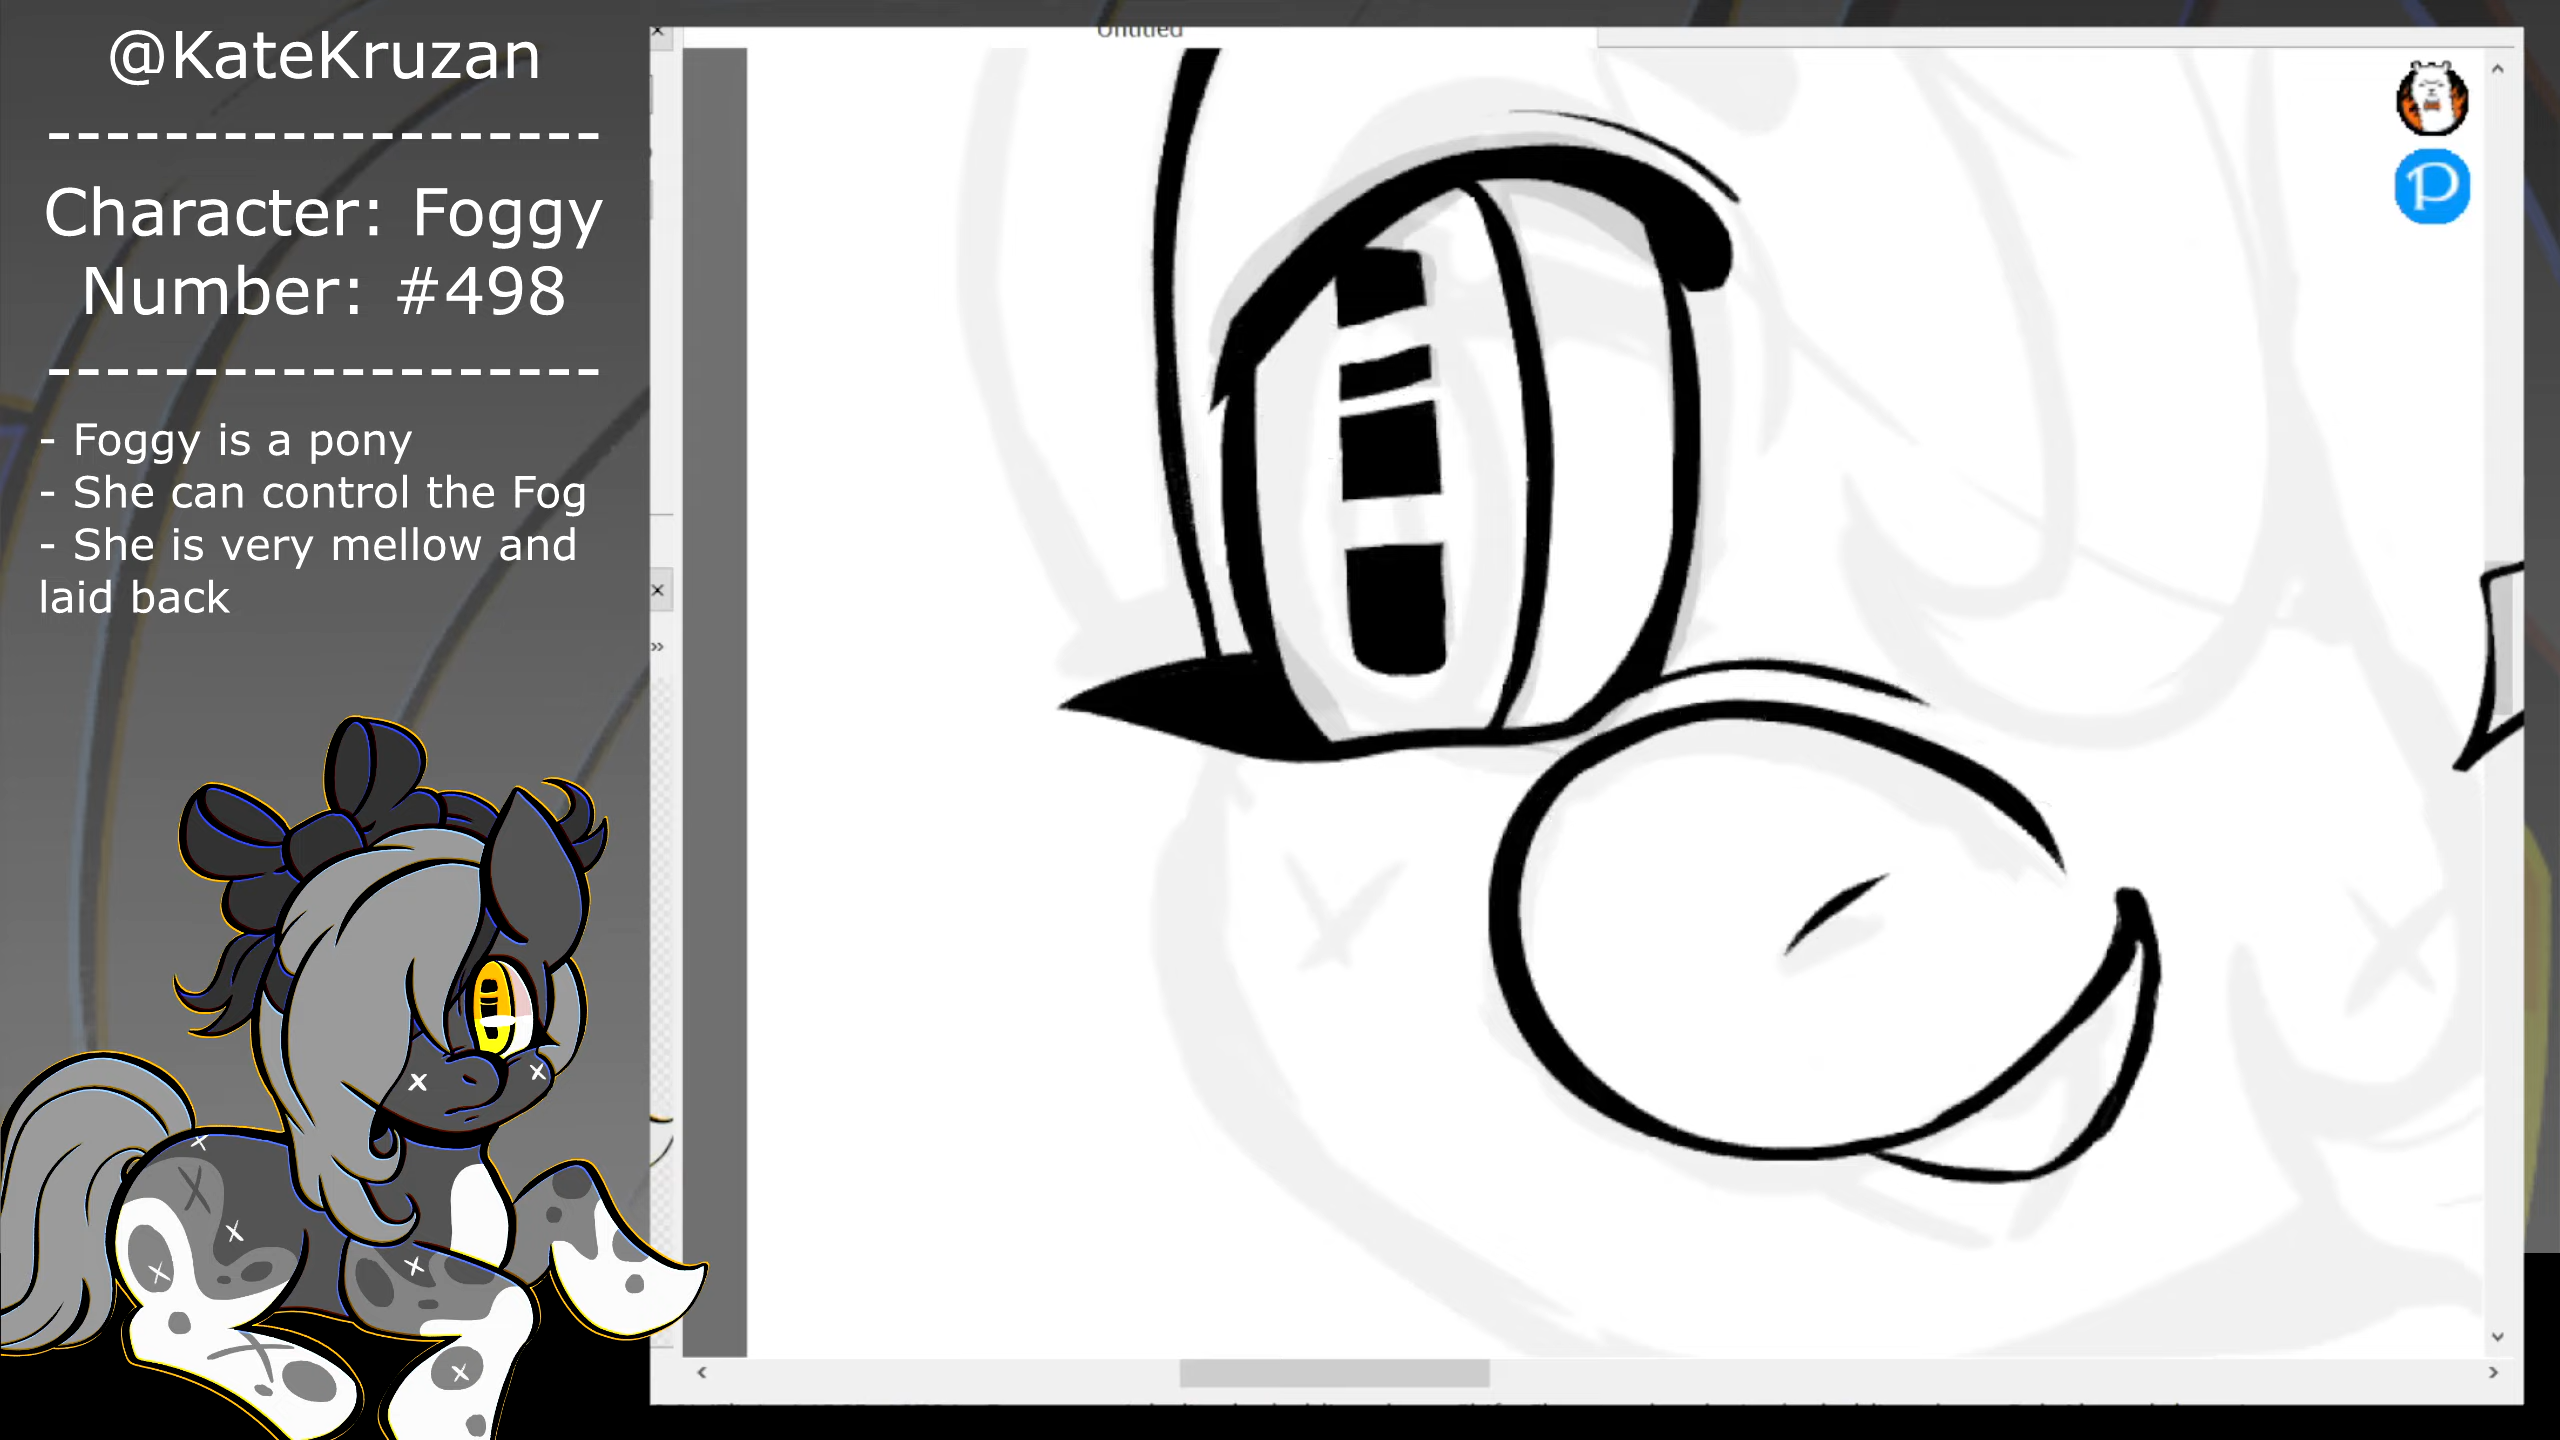 @KateKruzan
-------------------
Character: Foggy
Number: #498
-------------------
- Foggy is a pony
- She can control the Fog
- She is very mellow and
laid back
Untitled
P